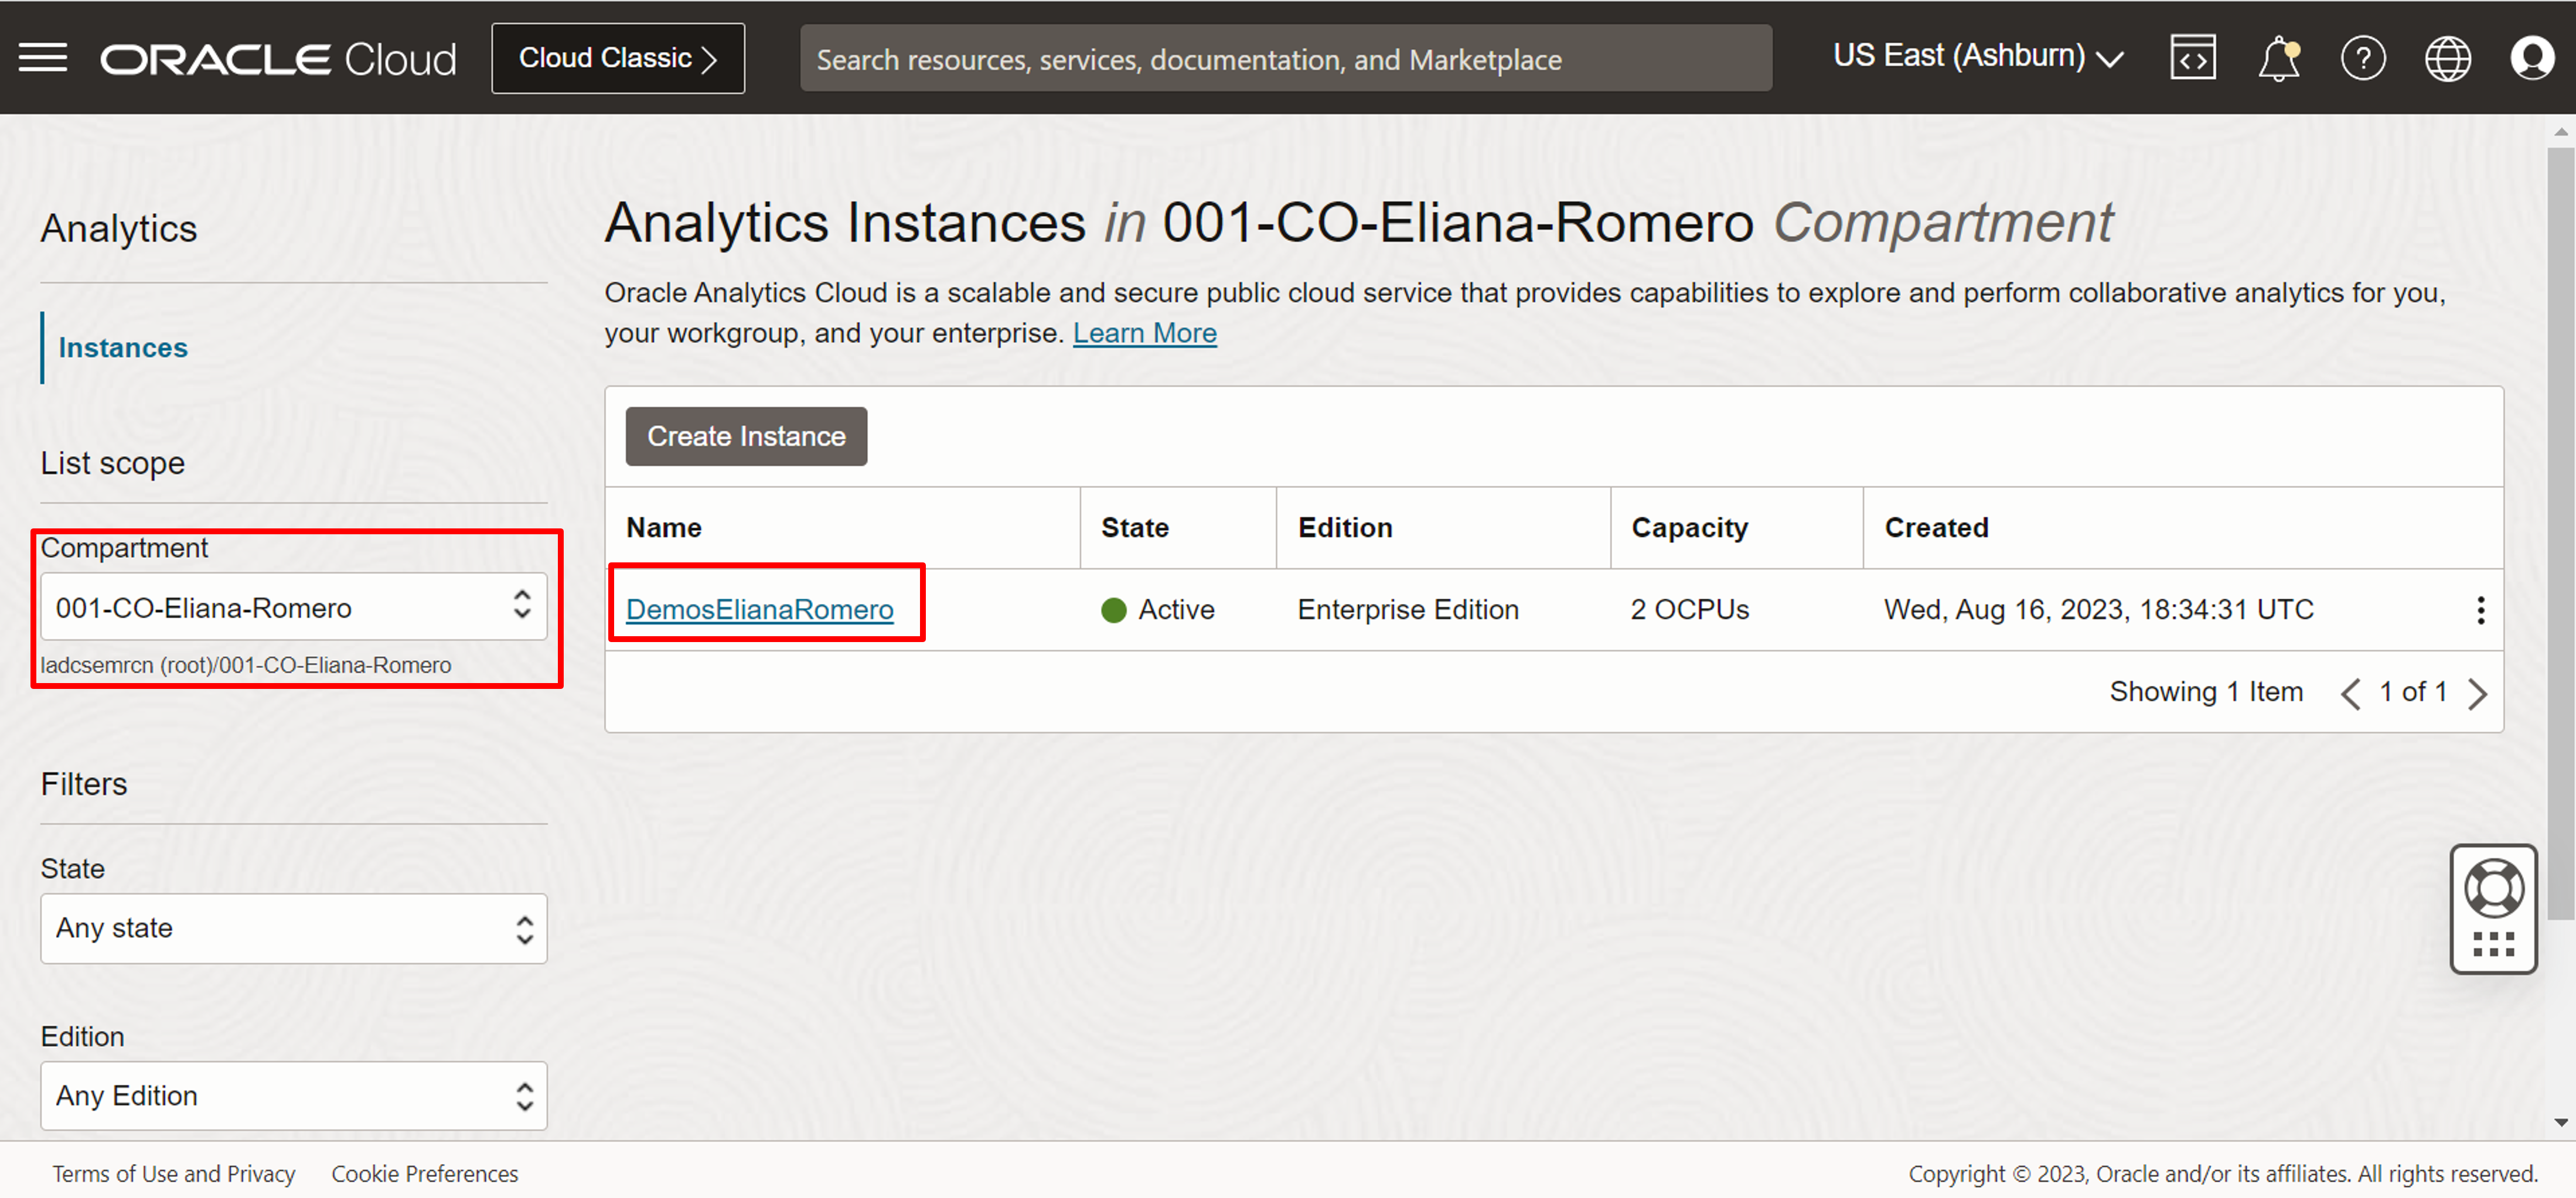 ORACLE Cloud
Cloud Classic
Search resources, services, documentation, and Marketplace
US East (Ashburn)
Analytics
Instances
List scope
Compartment
001-CO-Eliana-Romero
ladcsemrcn (root)/001-CO-Eliana-Romero
Filters
State
Any state
Edition
Any Edition
Analytics Instances in 001-CO-Eliana-Romero Compartment
Oracle Analytics Cloud is a scalable and secure public cloud service that provides capabilities to explore and perform collaborative analytics for you,
your workgroup, and your enterprise. Learn More
Create Instance
Name State Edition Capacity Created
DemosElianaRomero Active Enterprise Edition 2 OCPUs Wed, Aug 16, 2023, 18:34:31 UTC
Showing 1 Item 1 of 1
Terms of Use and Privacy Cookie Preferences
Copyright © 2023, Oracle and/or its affiliates. All rights reserved.